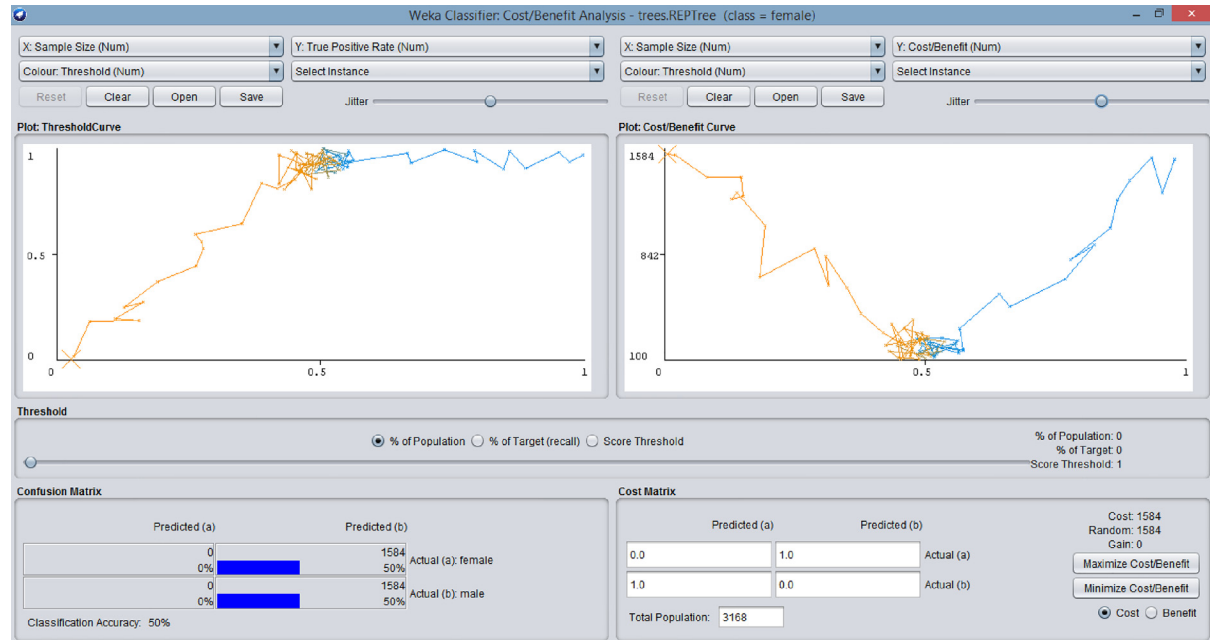 Weka Classifier: Cost/Benefit Analysis - trees.REPTree (class = female)
X: Sample Size (Num) Y: True Positive Rate (Num) X: Sample Size (Num) Y: Cost/Benefit (Num)
Colour: Threshold (Num) Select Instance Colour: Threshold (Num) Select Instance
Reset Clear Open Save Jitter Reset Clear Open Save Jitter
Plot: ThresholdCurve
1
0.5
0
0 0.5 1
Plot: Cost/Benefit Curve
1584
842
100
0 0.5 1
Threshold
% of Population % of Target (recall) Score Threshold
% of Population: 0
% of Target: 0
Score Threshold: 1
Confusion Matrix
Predicted (a) Predicted (b)
0 1584
0% 50% Actual (a): female
0 1584
0% 50% Actual (b): male
Classification Accuracy: 50%
Cost Matrix
Predicted (a) Predicted (b)
0.0 1.0 Actual (a)
1.0 0.0 Actual (b)
Total Population: 3168
Cost: 1584
Random: 1584
Gain: 0
Maximize Cost/Benefit
Minimize Cost/Benefit
Cost Benefit